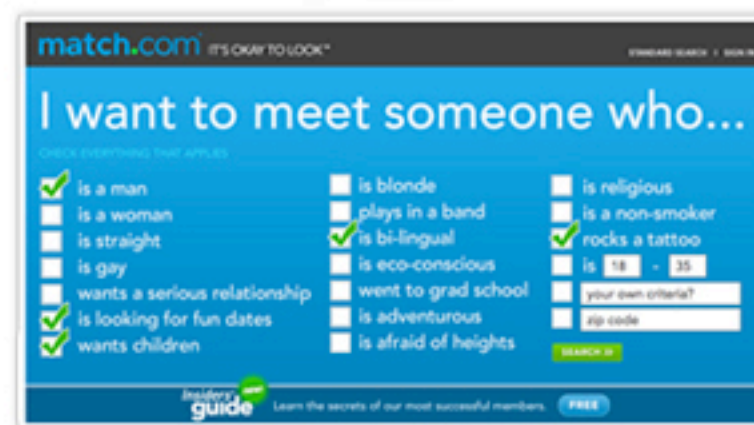 match.com IT'S OKAY TO LOOK™
STANDARD SEARCH | SIGN IN
I want to meet someone who...
CHECK EVERYTHING THAT APPLIES
is a man
is a woman
is straight
is gay
wants a serious relationship
is looking for fun dates
wants children
is blonde
plays in a band
is bi-lingual
is eco-conscious
went to grad school
is adventurous
is afraid of heights
is religious
is a non-smoker
rocks a tattoo
is 18 - 35
your own criteria?
zip code
SEARCH »
Insiders' new!
guide Learn the secrets of our most successful members. FREE